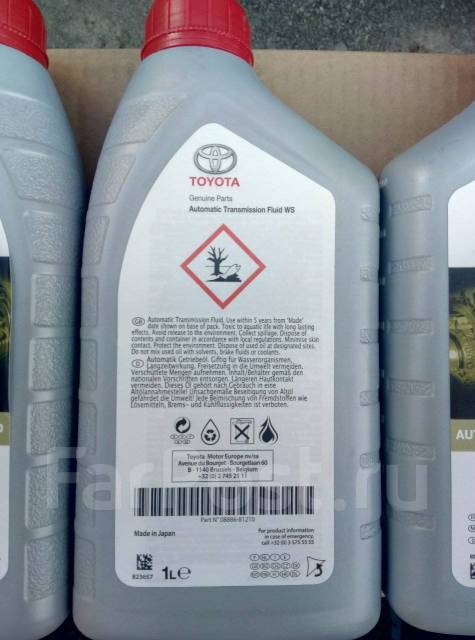 TOYOTA
Genuine Parts
Automatic Transmission Fluid WS
GB Automatic Transmission Fluid, Use within 5 years from 'Made'
date shown on base of pack. Toxic to aquatic life with long lasting
effects. Avoid release to the environment. Collect spillage. Dispose of
contents and container in accordance with local regulations. Minimise skin
contact. Protect the environment. Dispose of used oil at designated sites.
Do not mix used oil with solvents, brake fluids or coolants.
Automatik Getriebeöl. Giftig für Wasserorganismen,
Langzeitwirkung. Freisetzung in die Umwelt vermeiden.
Verschüttete Mengen aufnehmen. Inhalt/Behälter gemäß den
nationalen Vorschriften entsorgen. Längeren Hautkontakt
vermeiden. Dieses Öl gehört nach Gebrauch in eine
Altölannahmestelle! Unsachgemäße Beseitigung von Altöl
gefährdet die Umwelt! Jede Beimischung von Fremdstoffen wie
Lösemitteln, Brems- und Kühlflüssigkeiten ist verboten.
Toyota Motor Europe nv/sa
Avenue du Bourget - Bourgetlaan 60
B - 1140 Brussels - Belgium
+32 (0) 2 745 21 11
Farpost.ru
Part N° 08886-81210
Made in Japan
For product information
or in case of emergency,
call +32 (0) 3 575 55 55
823657
1L e
AUT